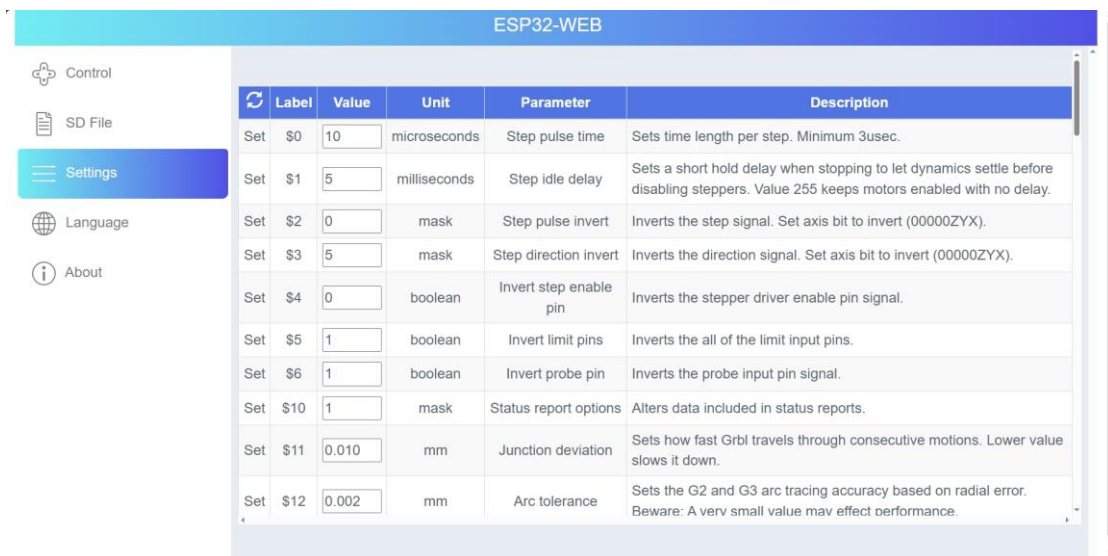 ESP32-WEB
Control
SD File
Settings
Language
About
Label Value Unit Parameter Description
Set $0 10 microseconds Step pulse time Sets time length per step. Minimum 3usec.
Set $1 5 milliseconds Step idle delay Sets a short hold delay when stopping to let dynamics settle before
disabling steppers. Value 255 keeps motors enabled with no delay.
Set $2 0 mask Step pulse invert Inverts the step signal. Set axis bit to invert (00000ZYX).
Set $3 5 mask Step direction invert Inverts the direction signal. Set axis bit to invert (00000ZYX).
Set $4 0 boolean Invert step enable
pin Inverts the stepper driver enable pin signal.
Set $5 1 boolean Invert limit pins Inverts the all of the limit input pins.
Set $6 1 boolean Invert probe pin Inverts the probe input pin signal.
Set $10 1 mask Status report options Alters data included in status reports.
Set $11 0.010 mm Junction deviation Sets how fast Grbl travels through consecutive motions. Lower value
slows it down.
Set $12 0.002 mm Arc tolerance Sets the G2 and G3 arc tracing accuracy based on radial error.
Beware: A very small value may effect performance.